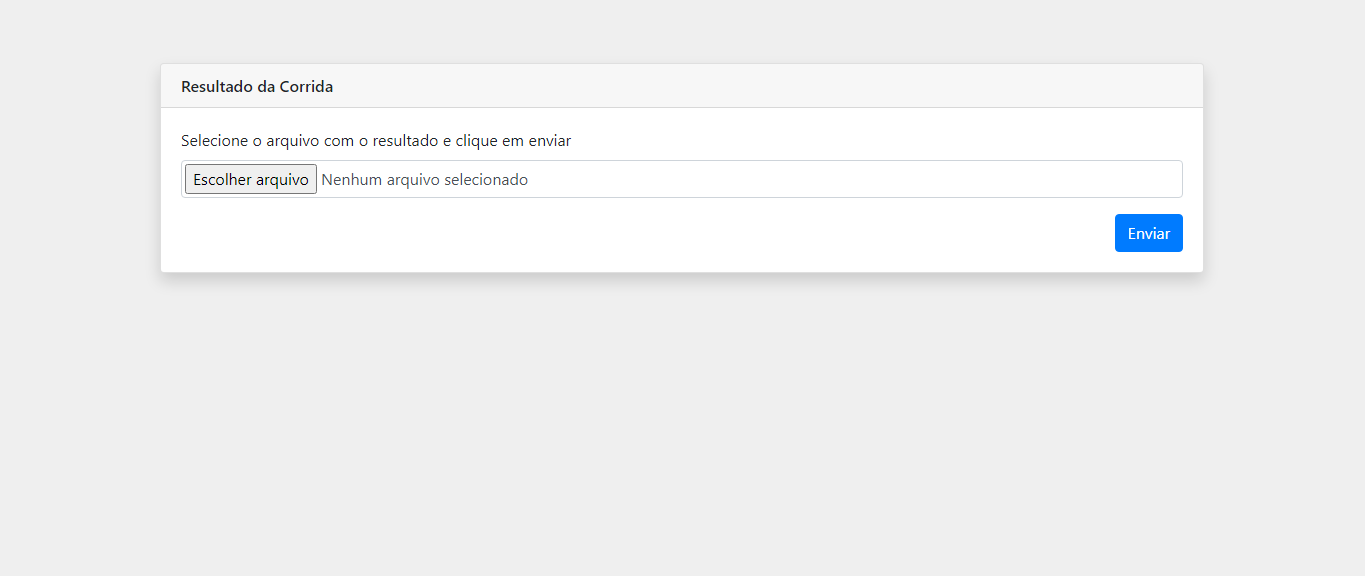 Resultado da Corrida
Selecione o arquivo com o resultado e clique em enviar
Escolher arquivo Nenhum arquivo selecionado
Enviar